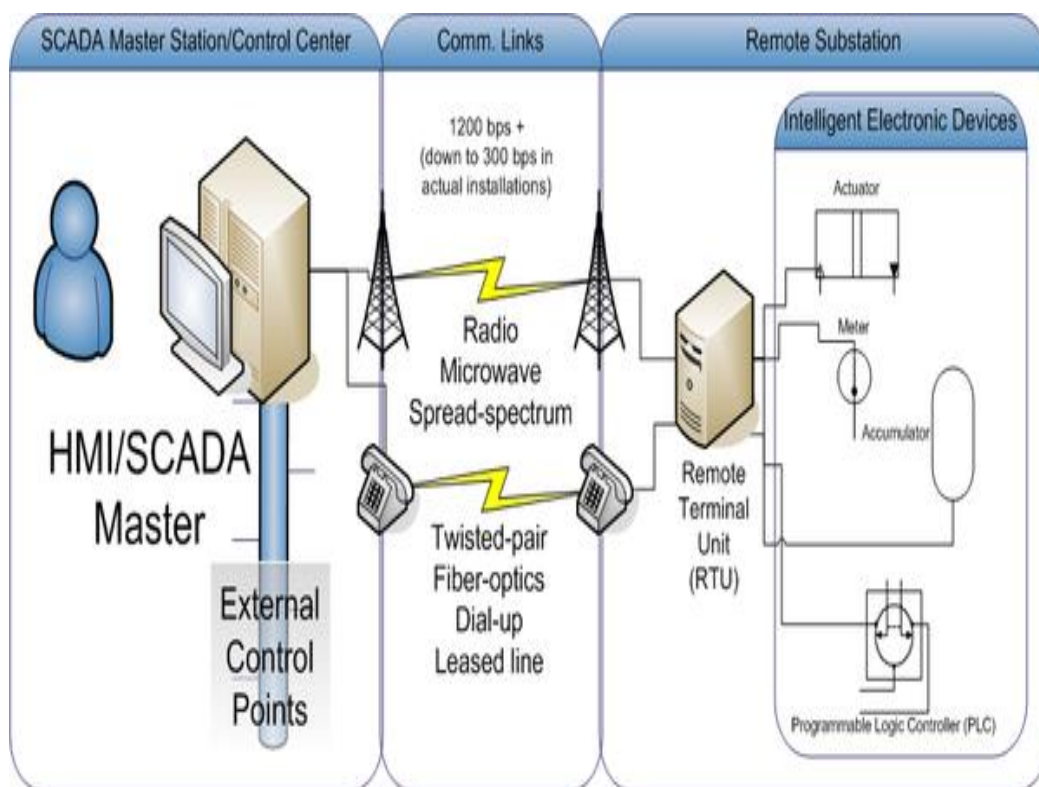 SCADA Master Station/Control Center
Comm. Links
Remote Substation
1200 bps +
(down to 300 bps in
actual installations)
Intelligent Electronic Devices
Actuator
Radio
Microwave
Spread-spectrum
Meter
Accumulator
HMI/SCADA
Master
Remote
Terminal
Unit
(RTU)
Twisted-pair
Fiber-optics
Dial-up
Leased line
External
Control
Points
Programmable Logic Controller (PLC)